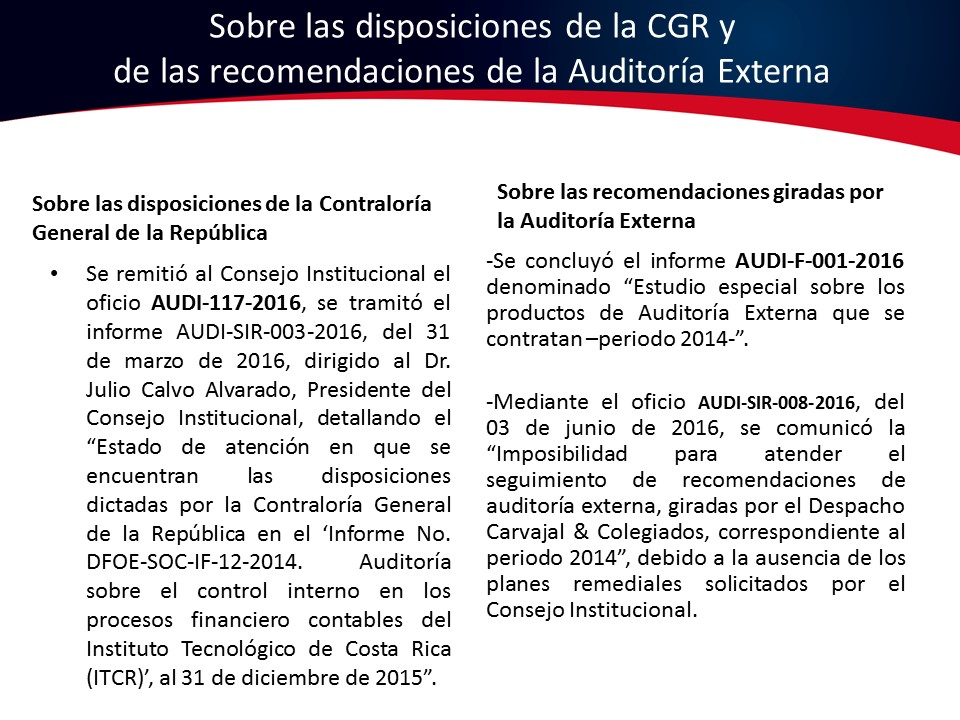 Sobre las disposiciones de la CGR y
de las recomendaciones de la Auditoría Externa
Sobre las disposiciones de la Contraloría
General de la República
• Se remitió al Consejo Institucional el
oficio AUDI-117-2016, se tramitó el
informe AUDI-SIR-003-2016, del 31
de marzo de 2016, dirigido al Dr.
Julio Calvo Alvarado, Presidente del
Consejo Institucional, detallando el
“Estado de atención en que se
encuentran las disposiciones
dictadas por la Contraloría General
de la República en el ‘Informe No.
DFOE-SOC-IF-12-2014. Auditoría
sobre el control interno en los
procesos financiero contables del
Instituto Tecnológico de Costa Rica
(ITCR)’, al 31 de diciembre de 2015”.
Sobre las recomendaciones giradas por
la Auditoría Externa
-Se concluyó el informe AUDI-F-001-2016
denominado “Estudio especial sobre los
productos de Auditoría Externa que se
contratan –periodo 2014-”.
-Mediante el oficio AUDI-SIR-008-2016, del
03 de junio de 2016, se comunicó la
“Imposibilidad para atender el
seguimiento de recomendaciones de
auditoría externa, giradas por el Despacho
Carvajal & Colegiados, correspondiente al
periodo 2014”, debido a la ausencia de los
planes remediales solicitados por el
Consejo Institucional.